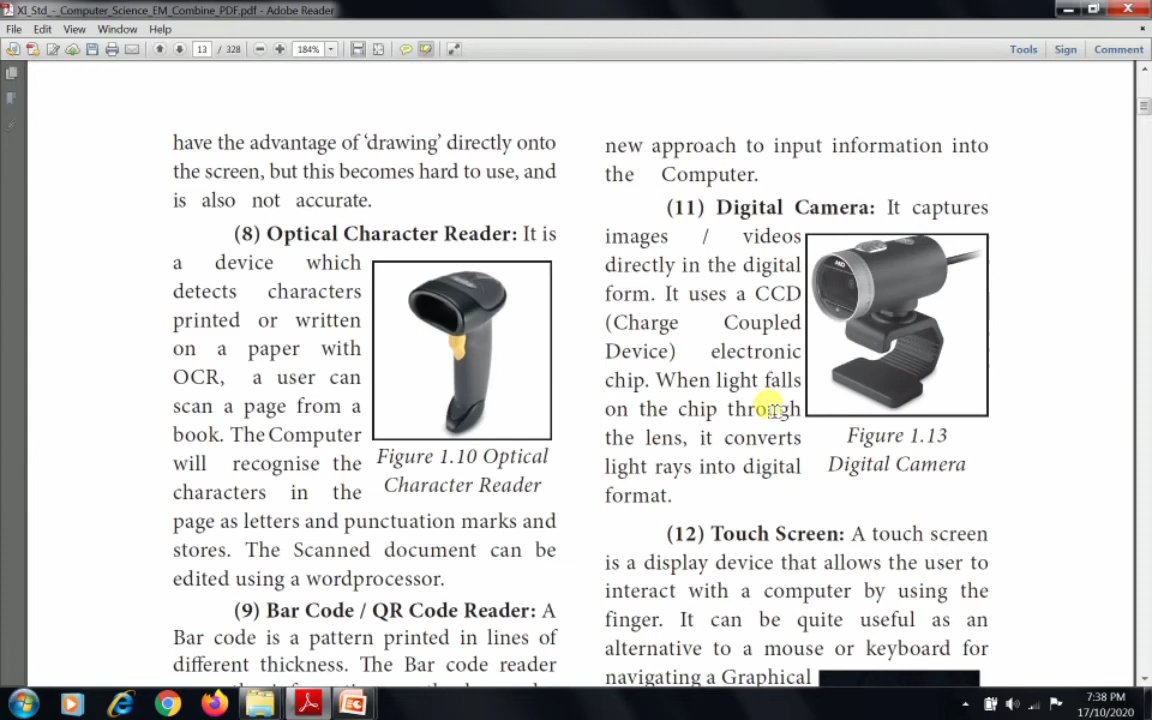 XI_Std_-_Computer_Science_EM_Combine_PDF.pdf - Adobe Reader
File Edit View Window Help
13 / 328 184% Tools Sign Comment
have the advantage of ‘drawing’ directly onto
the screen, but this becomes hard to use, and
is also not accurate.
(8) Optical Character Reader: It is
a device which
detects characters
printed or written
on a paper with
OCR, a user can
scan a page from a
book. The Computer
will recognise the
characters in the
Figure 1.10 Optical
Character Reader
page as letters and punctuation marks and
stores. The Scanned document can be
edited using a wordprocessor.
(9) Bar Code / QR Code Reader: A
Bar code is a pattern printed in lines of
different thickness. The Bar code reader
new approach to input information into
the Computer.
(11) Digital Camera: It captures
images / videos
directly in the digital
form. It uses a CCD
(Charge Coupled
Device) electronic
chip. When light falls
on the chip through
the lens, it converts
light rays into digital
format.
Figure 1.13
Digital Camera
(12) Touch Screen: A touch screen
is a display device that allows the user to
interact with a computer by using the
finger. It can be quite useful as an
alternative to a mouse or keyboard for
navigating a Graphical
7:38 PM
17/10/2020